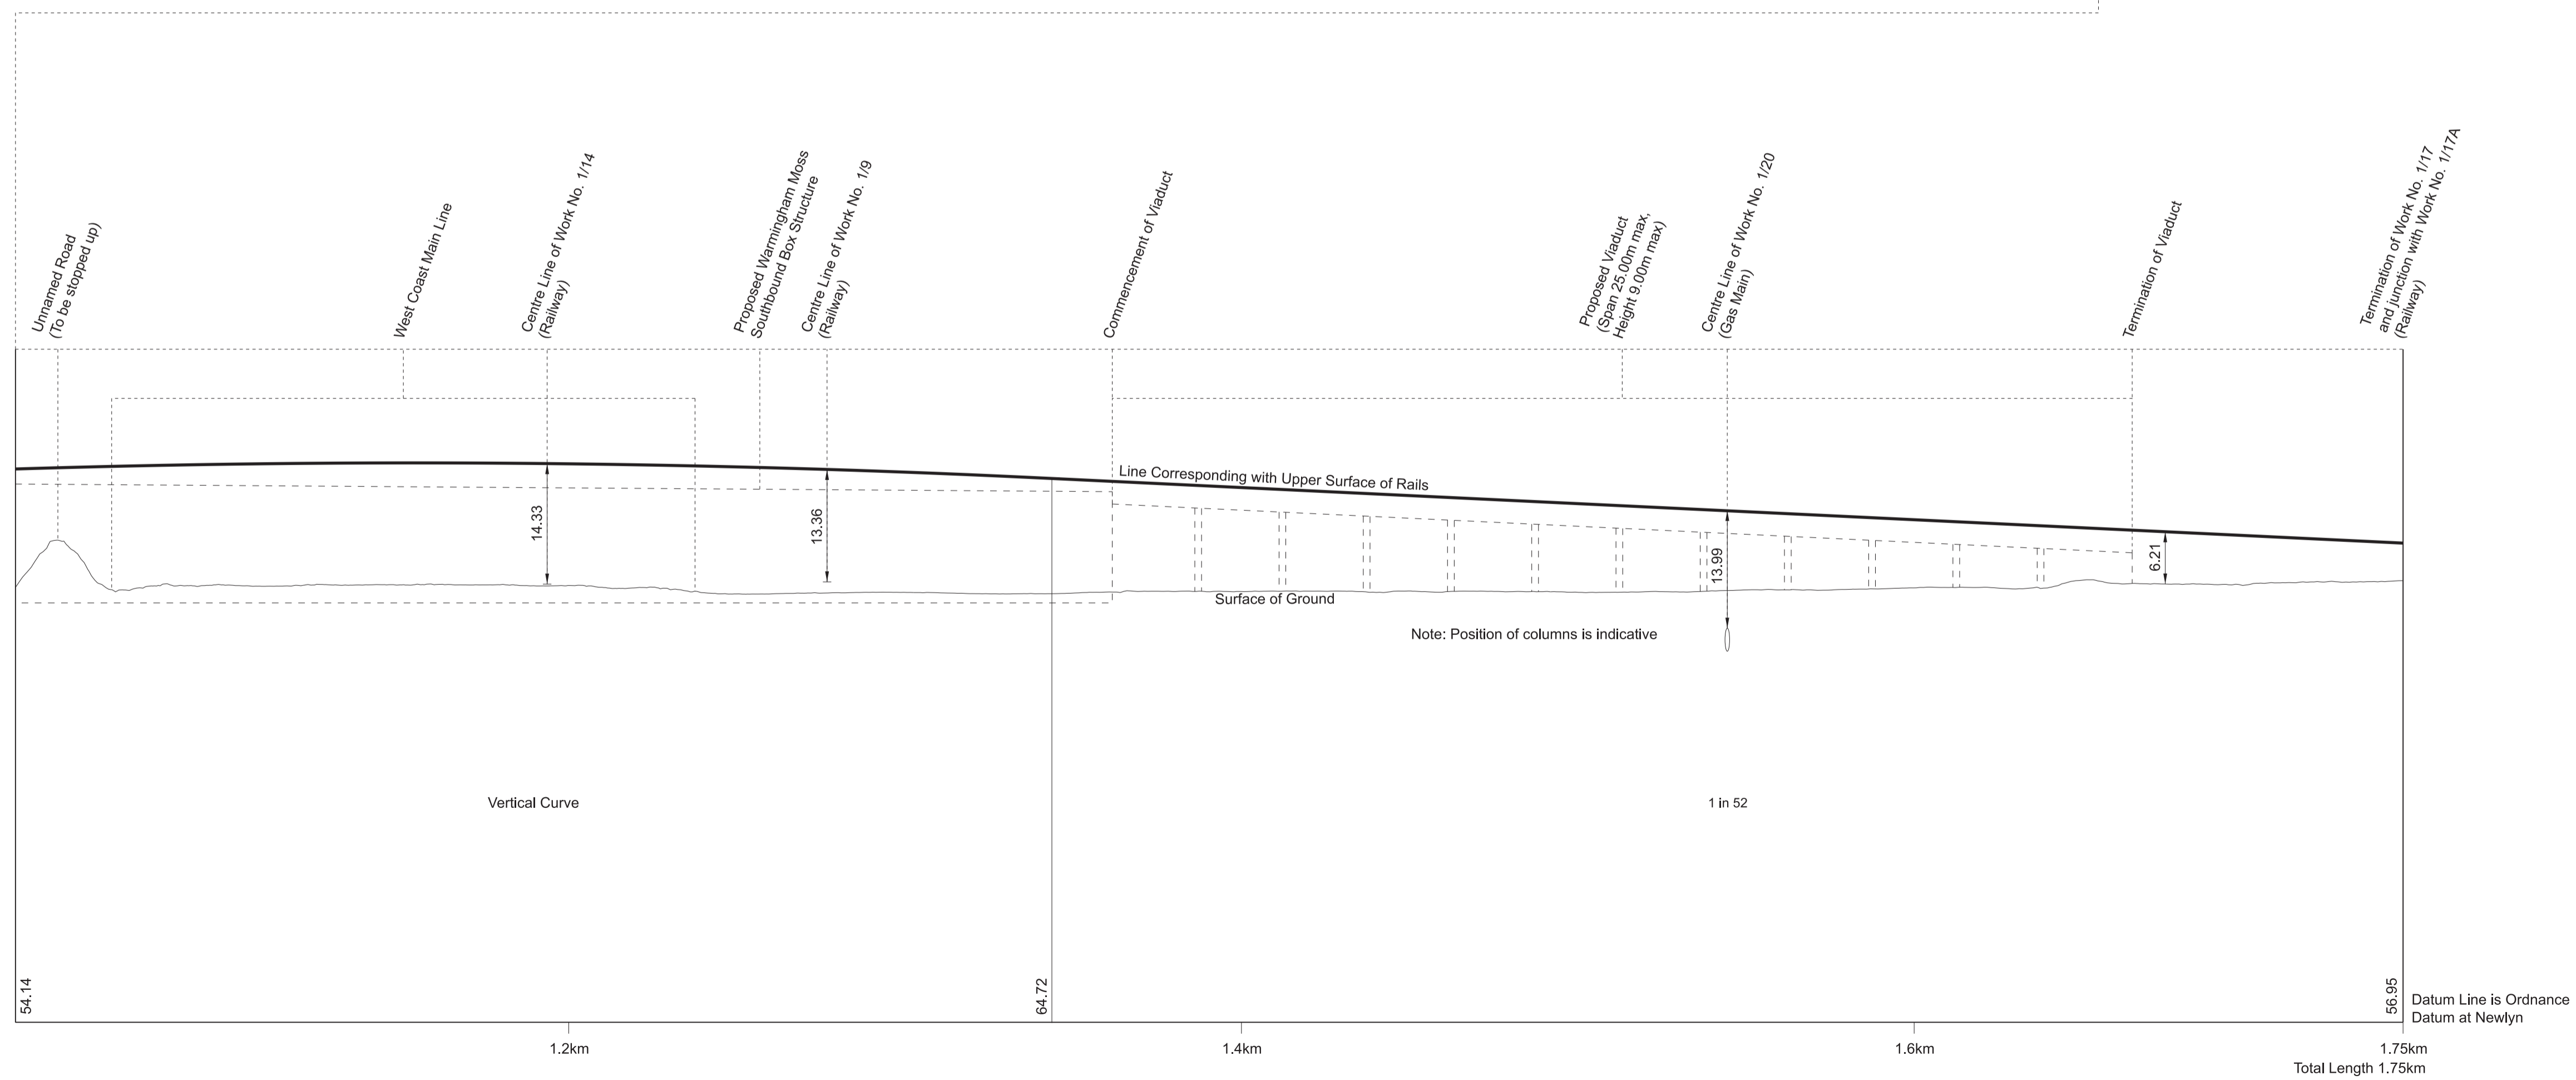 Unnamed Road
(To be stopped up)
West Coast Main Line
Centre Line of Work No. 1/14
(Railway)
Proposed Warmingham Moss
Southbound Box Structure
Centre Line of Work No. 1/9
(Railway)
Commencement of Viaduct
Proposed Viaduct
(Span 25.00m max,
Height 9.00m max)
Centre Line of Work No. 1/20
(Gas Main)
Termination of Viaduct
Termination of Work No. 1/17
and junction with Work No. 1/17A
(Railway)
Line Corresponding with Upper Surface of Rails
14.33
13.36
13.99
6.21
Surface of Ground
Note: Position of columns is indicative
Vertical Curve
1 in 52
54.14
64.72
56.95
Datum Line is Ordnance
Datum at Newlyn
1.2km
1.4km
1.6km
1.75km
Total Length 1.75km